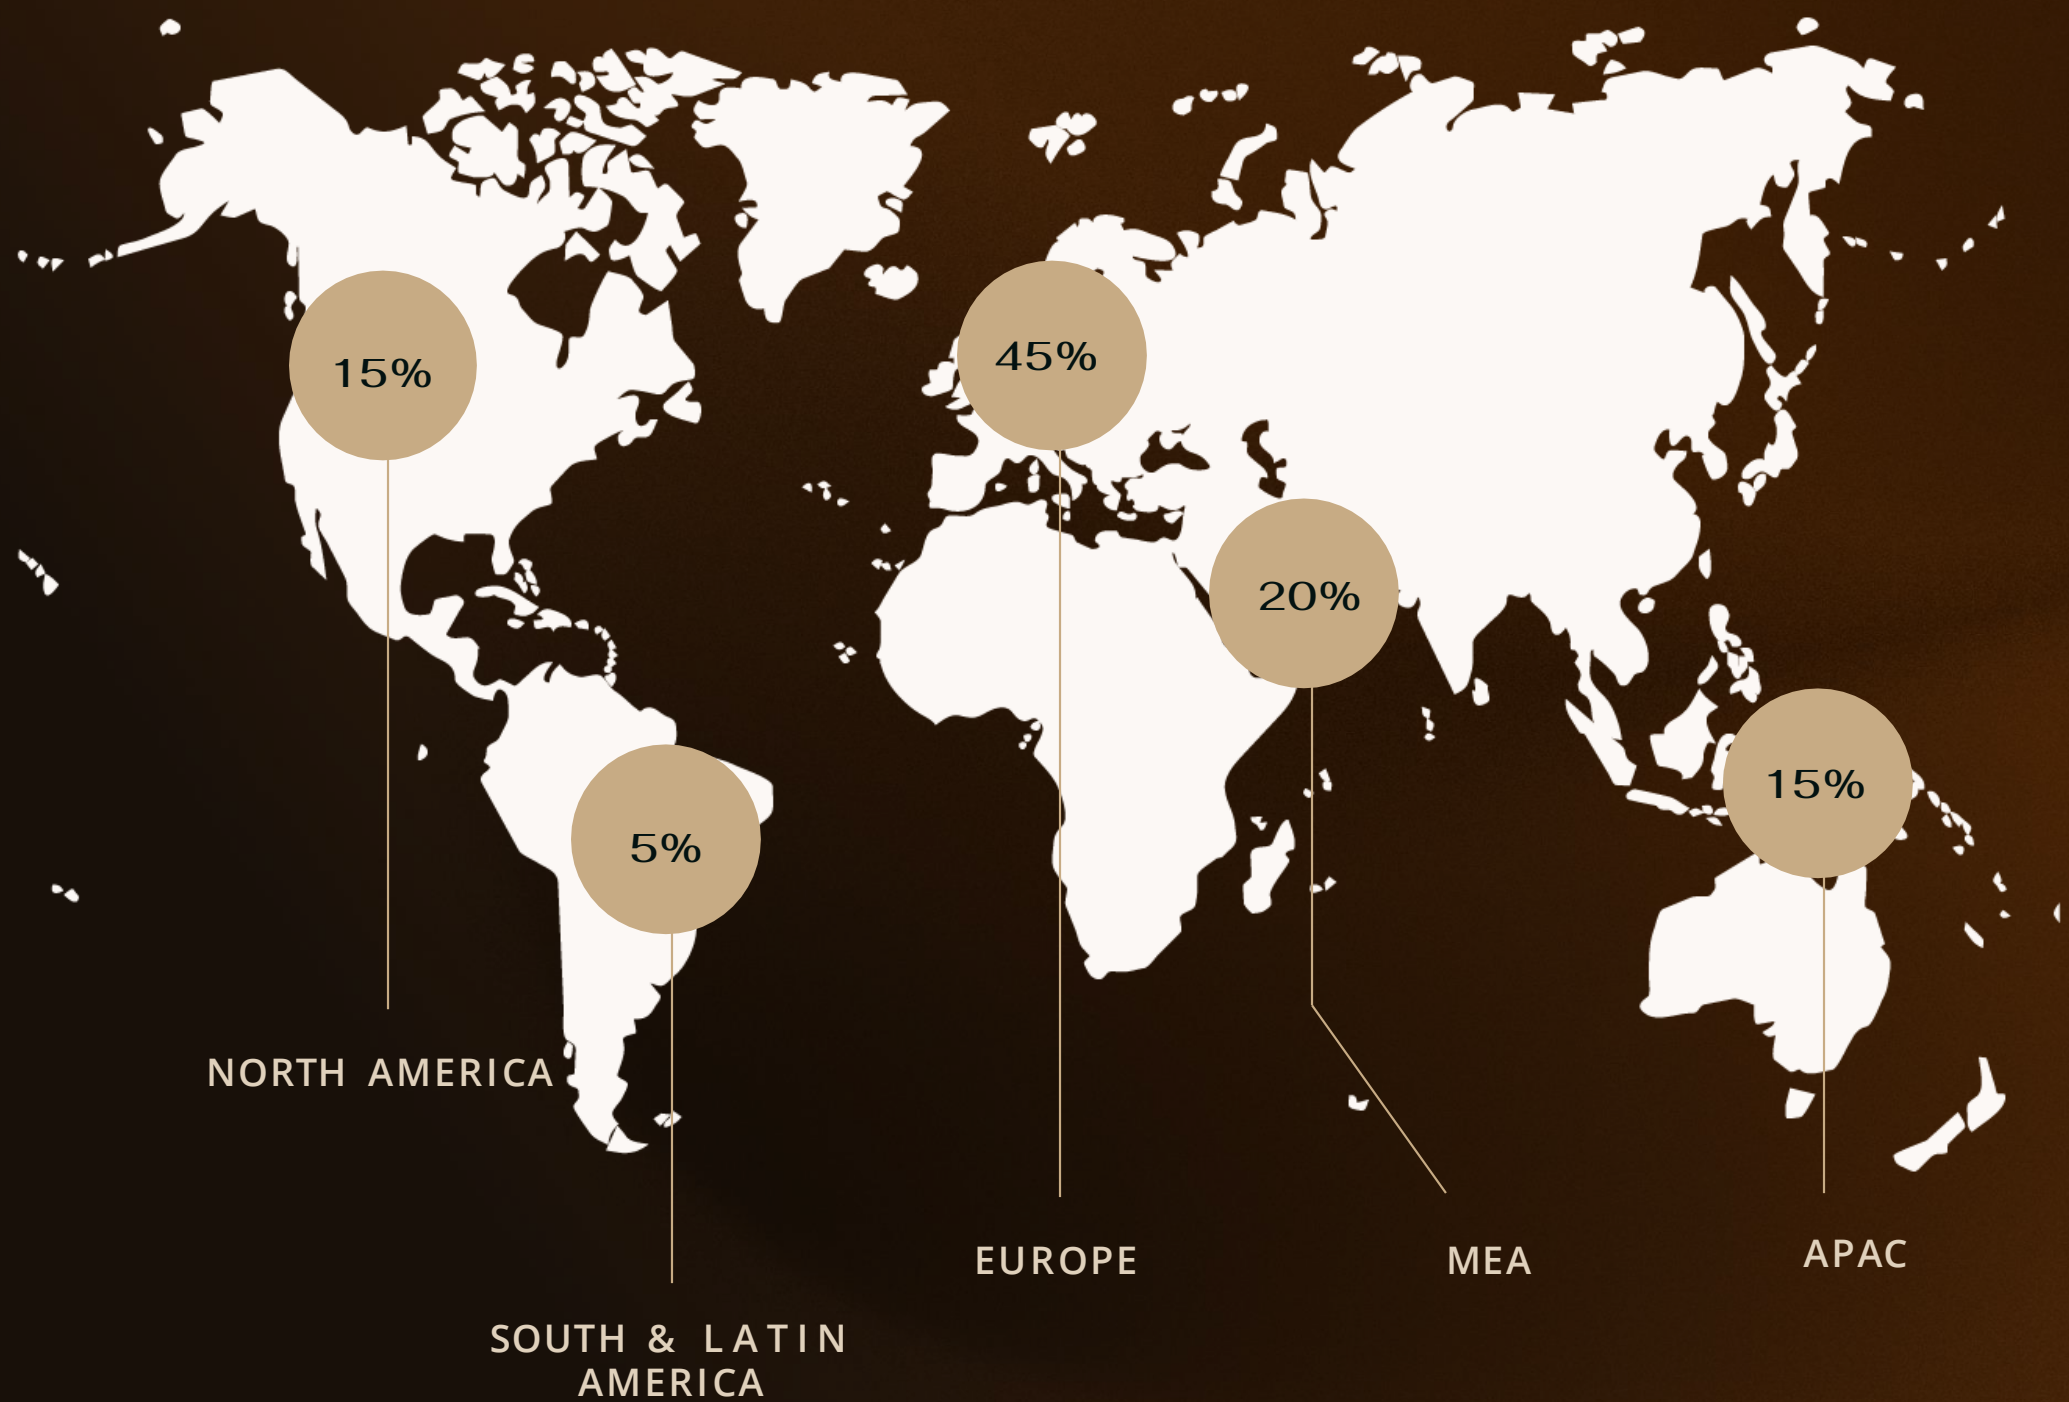 45%
15%
20%
15%
5%
NORTH AMERICA
EUROPE
MEA
APAC
SOUTH & LATIN
AMERICA